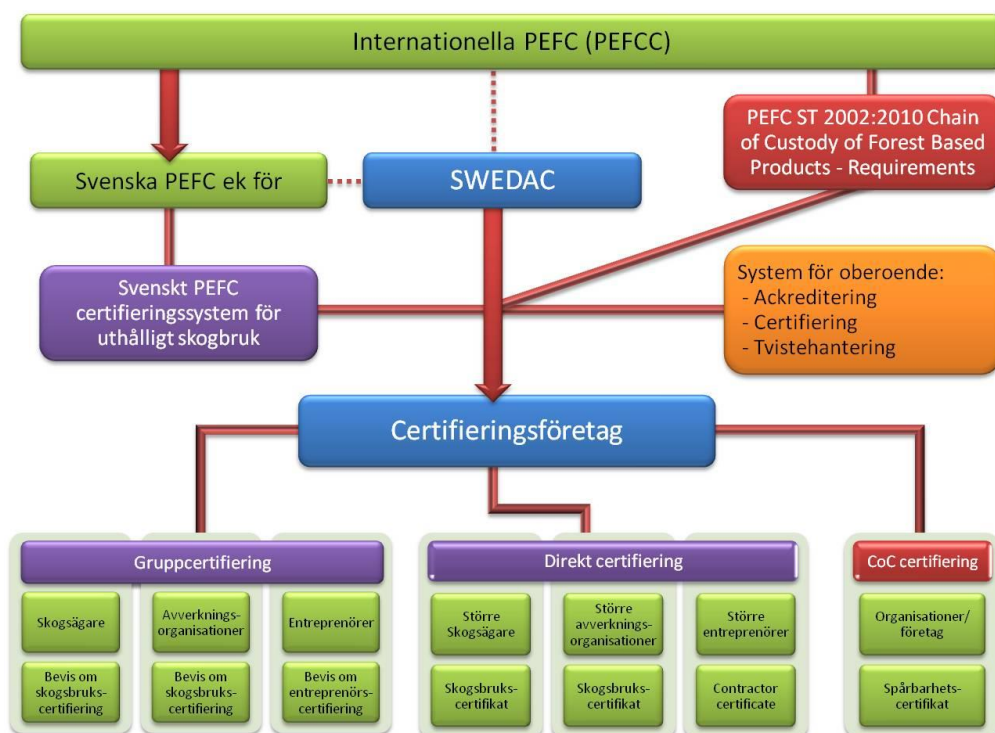 Internationella PEFC (PEFCC)
PEFC ST 2002:2010 Chain
of Custody of Forest Based
Products - Requirements
Svenska PEFC ek för
SWEDAC
Svenskt PEFC
certifieringssystem för
uthålligt skogbruk
System för oberoende:
- Ackreditering
- Certifiering
- Tvistehantering
Certifieringsföretag
Gruppcertifiering
Skogsägare
Avverknings-
organisationer
Entreprenörer
Bevis om
skogsbruks-
certifiering
Bevis om
skogsbruks-
certifiering
Bevis om
entreprenörs-
certifiering
Direkt certifiering
Större
Skogsägare
Större
avverknings-
organisationer
Större
entreprenörer
Skogsbruks-
certifikat
Skogsbruks-
certifikat
Contractor
certificate
CoC certifiering
Organisationer/
företag
Spårbarhets-
certifikat